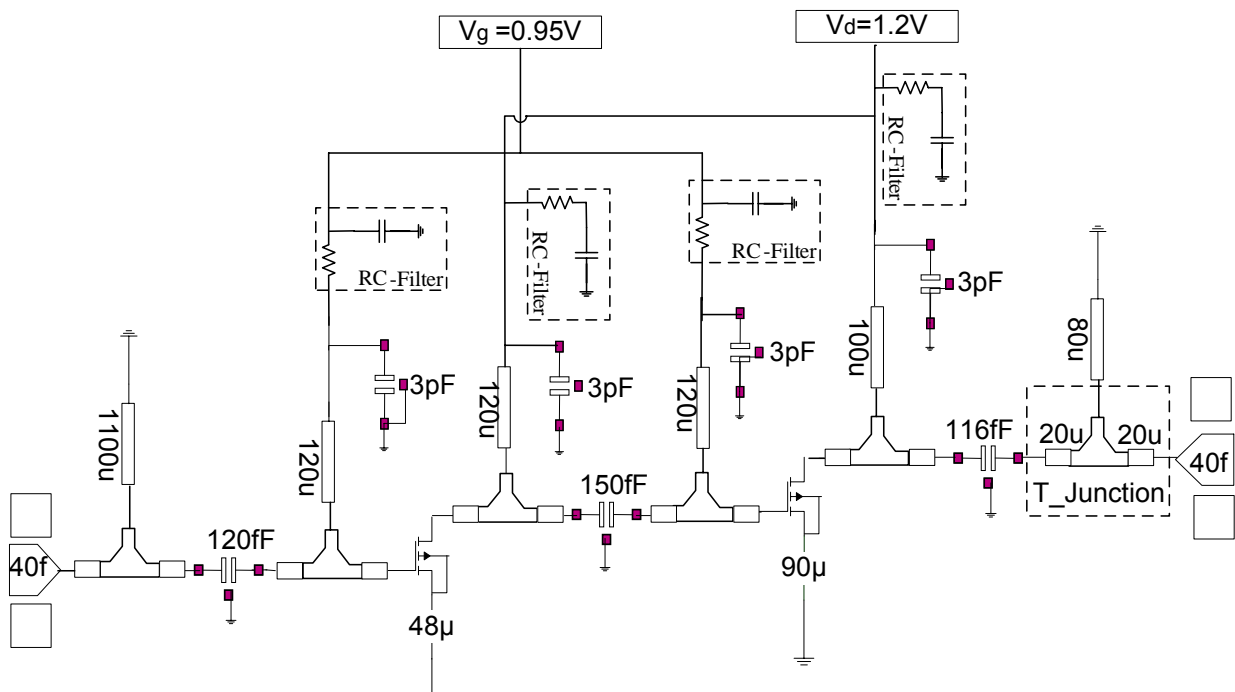 Vg =0.95V
Vd=1.2V
RC-Filter
RC-Filter
RC-Filter
RC-Filter
3pF
3pF
3pF
3pF
1100u
120u
120u
120u
100u
80u
120fF
150fF
116fF
20u
20u
T_Junction
40f
40f
48µ
90µ